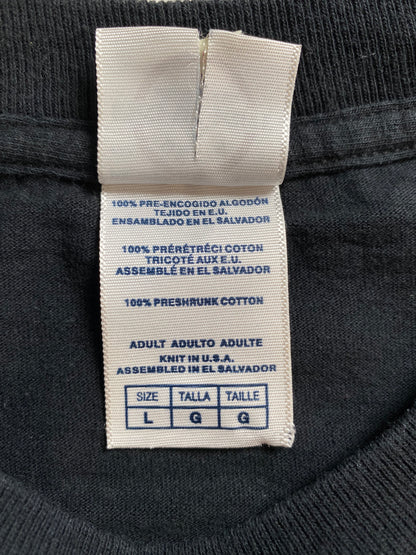 100% PRE-ENCOGIDO ALGODÓN
TEJIDO EN E.U.
ENSAMBLADO EN EL SALVADOR
100% PRÉRÉTRÉCI COTON
TRICOTÉ AUX E.U.
ASSEMBLÉ EN EL SALVADOR
100% PRESHRUNK COTTON
ADULT ADULTO ADULTE
KNIT IN U.S.A.
ASSEMBLED IN EL SALVADOR
SIZE TALLA TAILLE
L G G